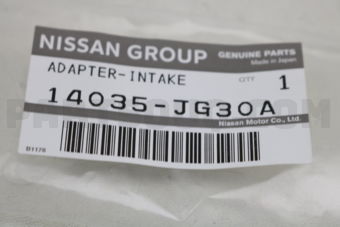 NISSAN GROUP
GENUINE PARTS
Made in Japan
ADAPTER-INTAKE
QTY
1
14035-JG30A
Nissan Motor Co., Ltd.
B1178